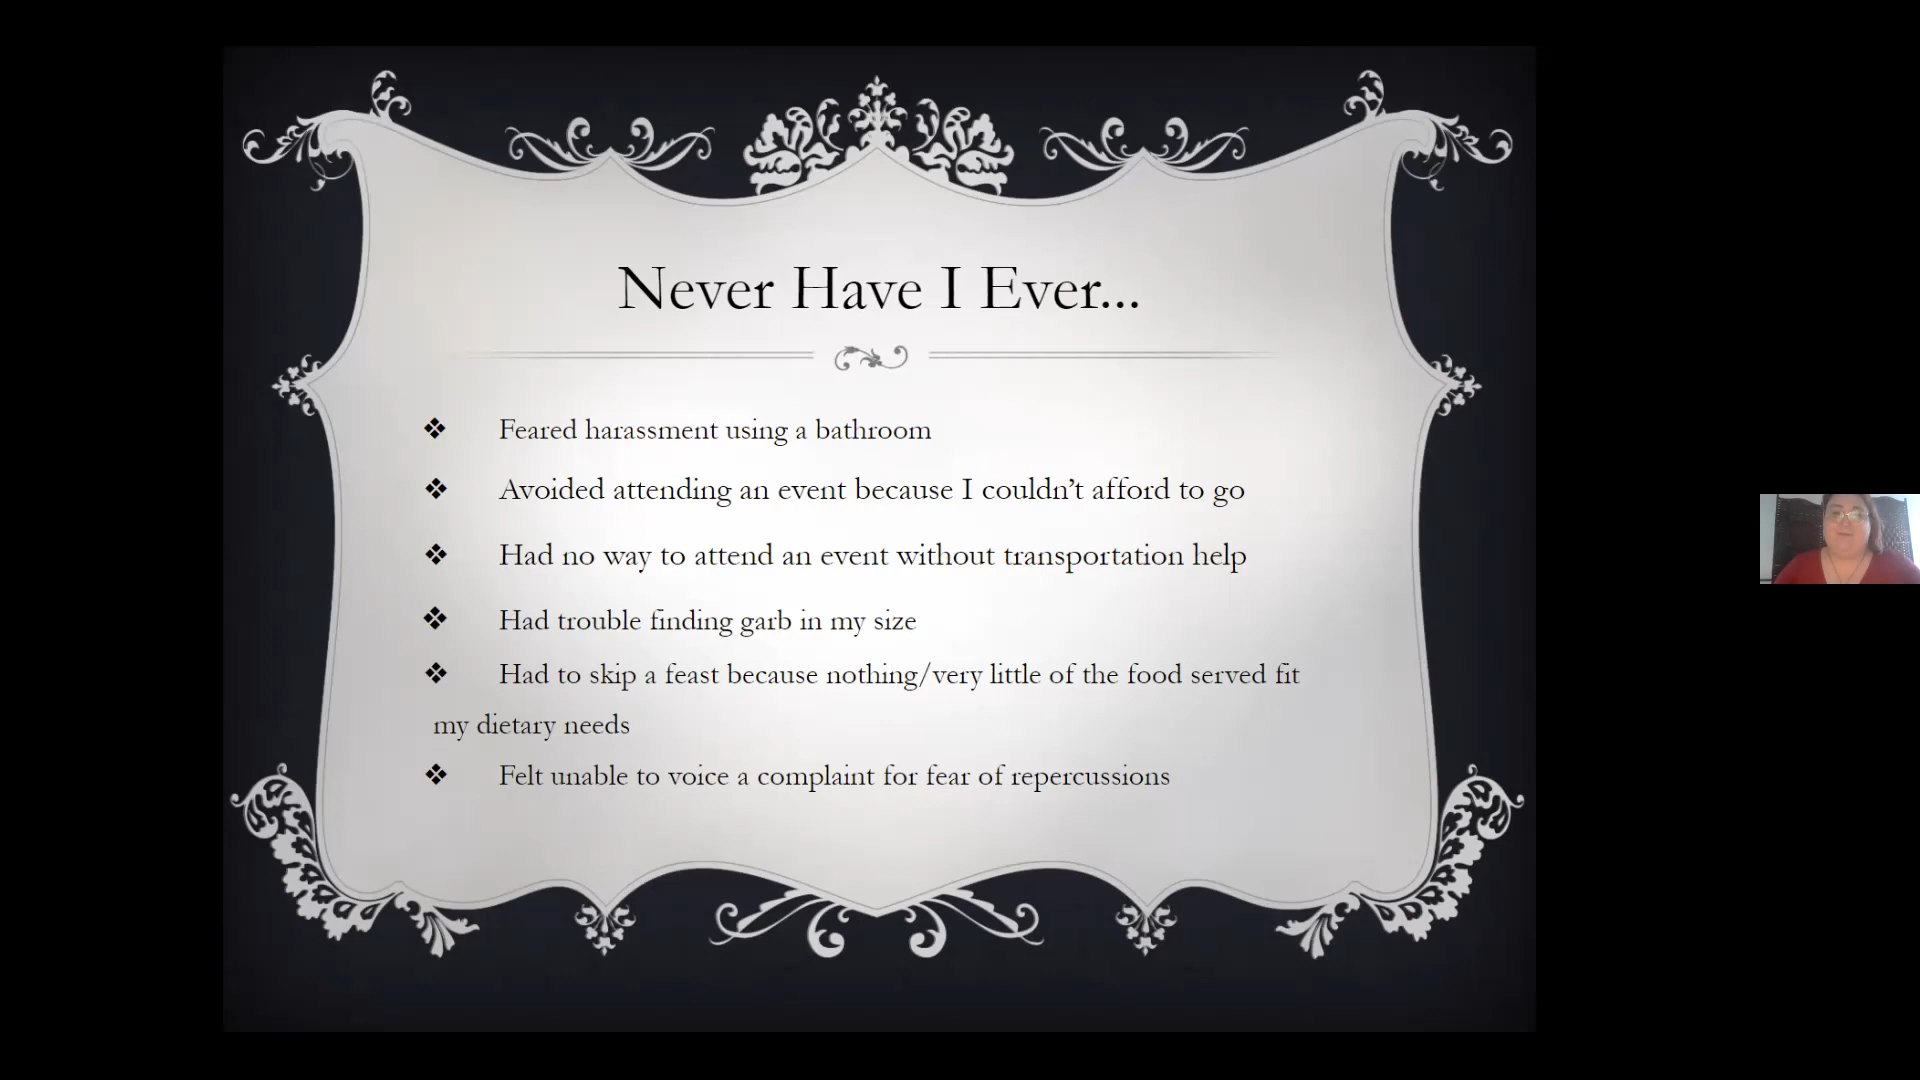 Never Have I Ever...
❖ Feared harassment using a bathroom
❖ Avoided attending an event because I couldn’t afford to go
❖ Had no way to attend an event without transportation help
❖ Had trouble finding garb in my size
❖ Had to skip a feast because nothing/very little of the food served fit
my dietary needs
❖ Felt unable to voice a complaint for fear of repercussions